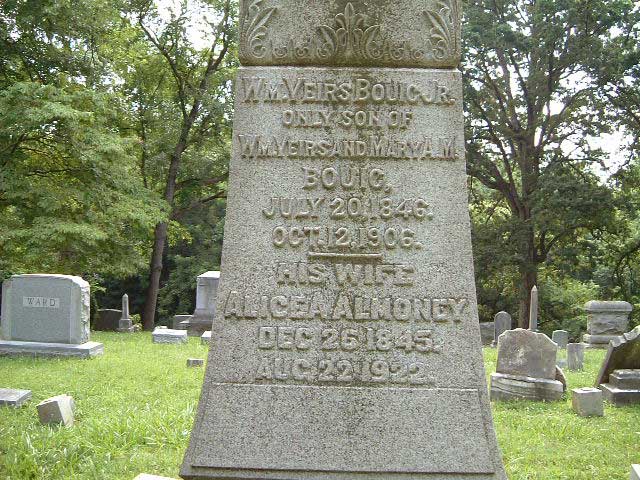 WM. VEIRS BOUIC, JR.
ONLY SON OF
WM. VEIRS AND MARY A.M.
BOUIC,
JULY 20, 1846.
OCT. 12, 1906.
HIS WIFE
ALICE A. ALMONEY
DEC. 26, 1845.
AUG. 22, 1922.
WARD